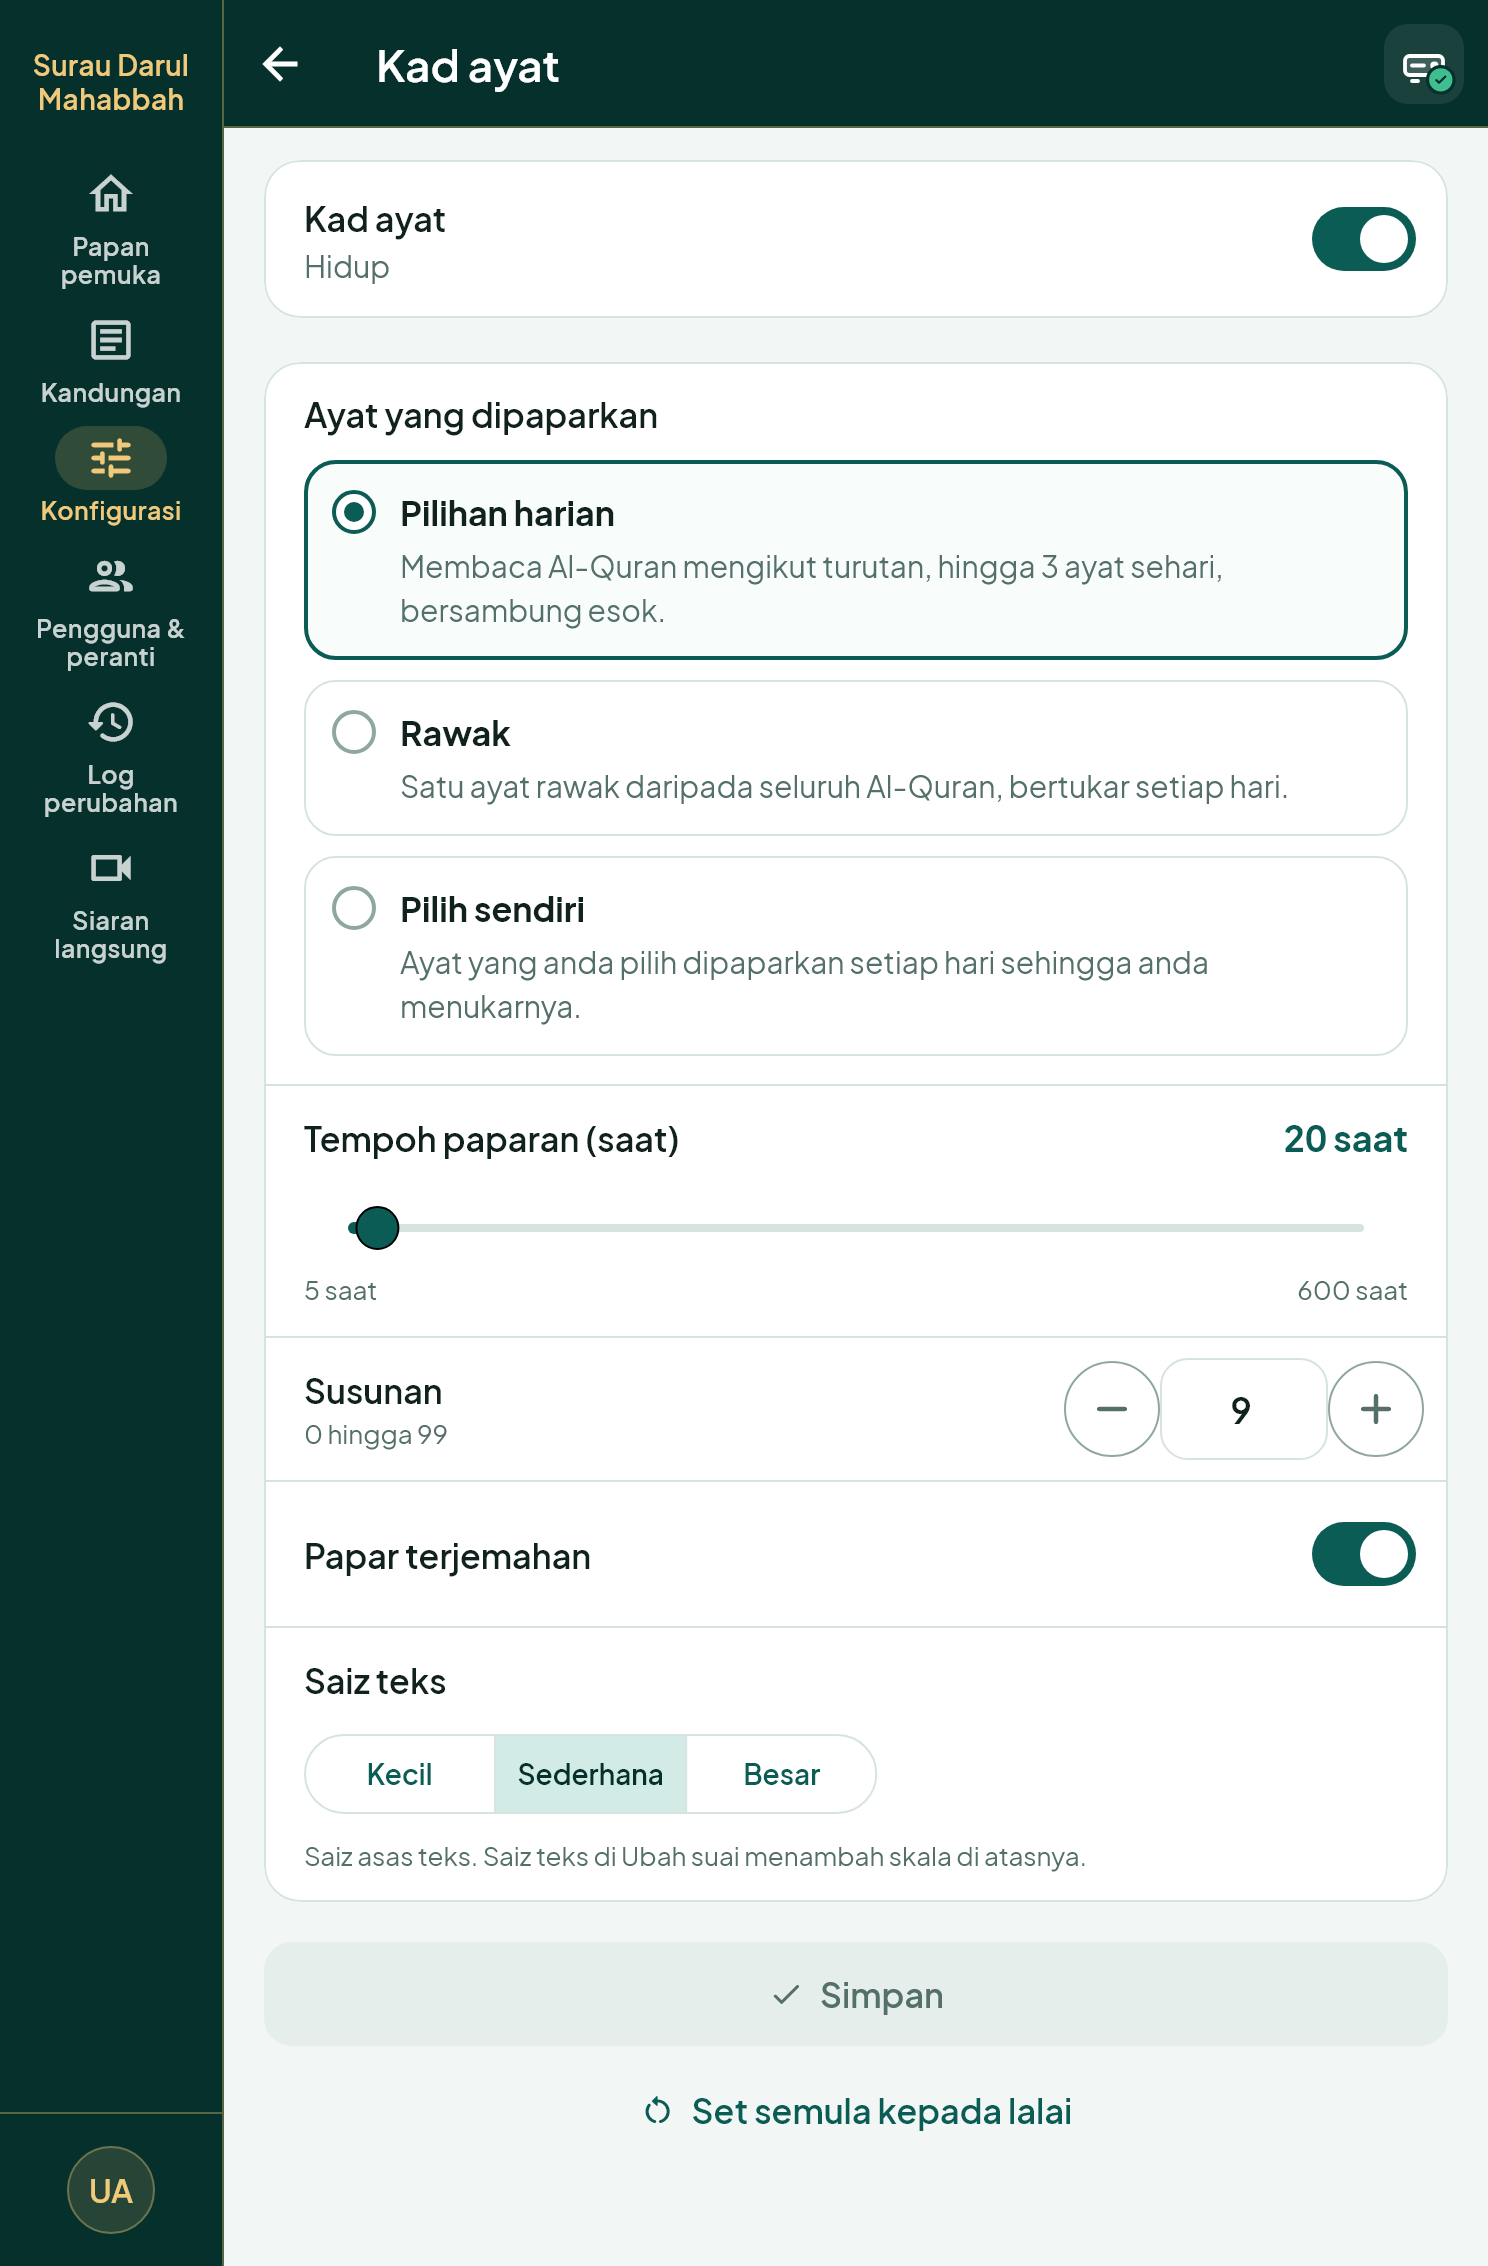 Surau Darul
Mahabbah
Papan
pemuka
Kandungan
Konfigurasi
Pengguna &
peranti
Log
perubahan
Siaran
langsung
UA
Kad ayat
Kad ayat
Hidup
Ayat yang dipaparkan
Pilihan harian
Membaca Al-Quran mengikut turutan, hingga 3 ayat sehari,
bersambung esok.
Rawak
Satu ayat rawak daripada seluruh Al-Quran, bertukar setiap hari.
Pilih sendiri
Ayat yang anda pilih dipaparkan setiap hari sehingga anda
menukarnya.
Tempoh paparan (saat)
20 saat
5 saat
600 saat
Susunan
0 hingga 99
9
Papar terjemahan
Saiz teks
Kecil
Sederhana
Besar
Saiz asas teks. Saiz teks di Ubah suai menambah skala di atasnya.
Simpan
Set semula kepada lalai